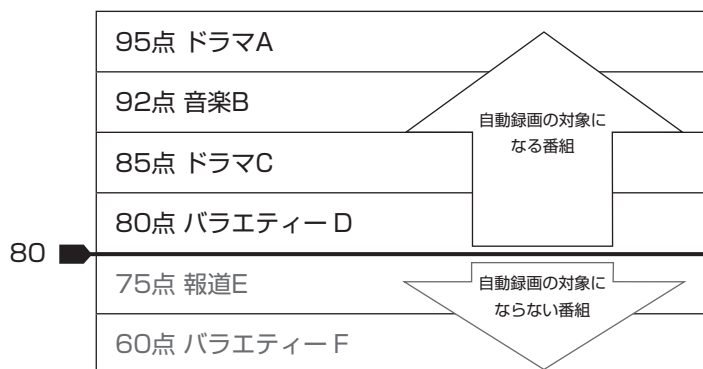 95点 ドラマA
92点 音楽B
自動録画の対象に
なる番組
85点 ドラマC
80点 バラエティー D
80
75点 報道E
自動録画の対象に
ならない番組
60点 バラエティー F